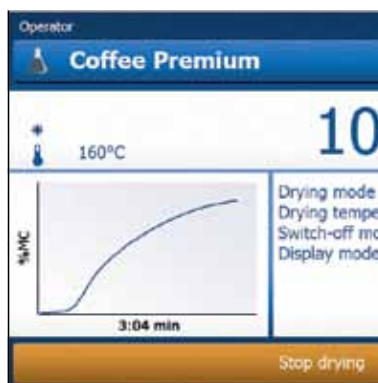 Operator
Coffee Premium
10
160°C
%MC
3:04 min
Drying mode
Drying tempe
Switch-off mo
Display mode
Stop drying